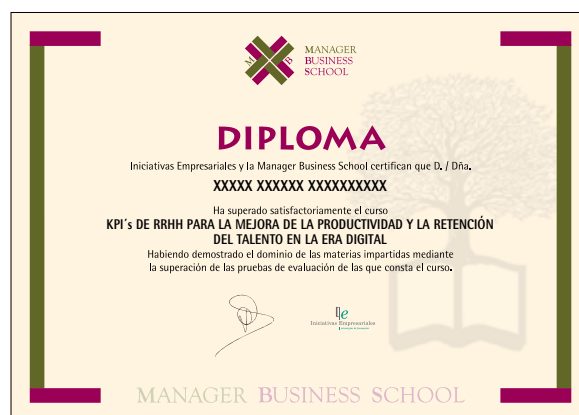 M B
MANAGER
BUSINESS
SCHOOL
DIPLOMA
Iniciativas Empresariales y la Manager Business School certifican que D. / Dña.
XXXXX XXXXXX XXXXXXXXXX
Ha superado satisfactoriamente el curso
KPI´s DE RRHH PARA LA MEJORA DE LA PRODUCTIVIDAD Y LA RETENCIÓN
DEL TALENTO EN LA ERA DIGITAL
Habiendo demostrado el dominio de las materias impartidas mediante
la superación de las pruebas de evaluación de las que consta el curso.
Iniciativas Empresariales
MANAGER BUSINESS SCHOOL